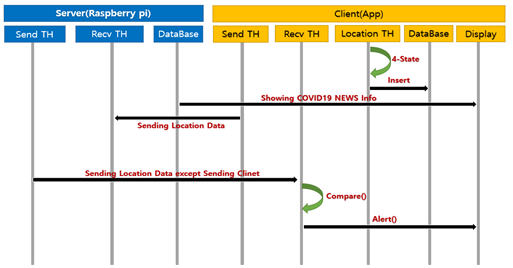 Server(Raspberry pi) Client(App)
Send TH Recv TH DataBase Send TH Recv TH Location TH DataBase Display
4-State
Insert
Showing COVID19 NEWS Info
Sending Location Data
Sending Location Data except Sending Clinet
Compare()
Alert()